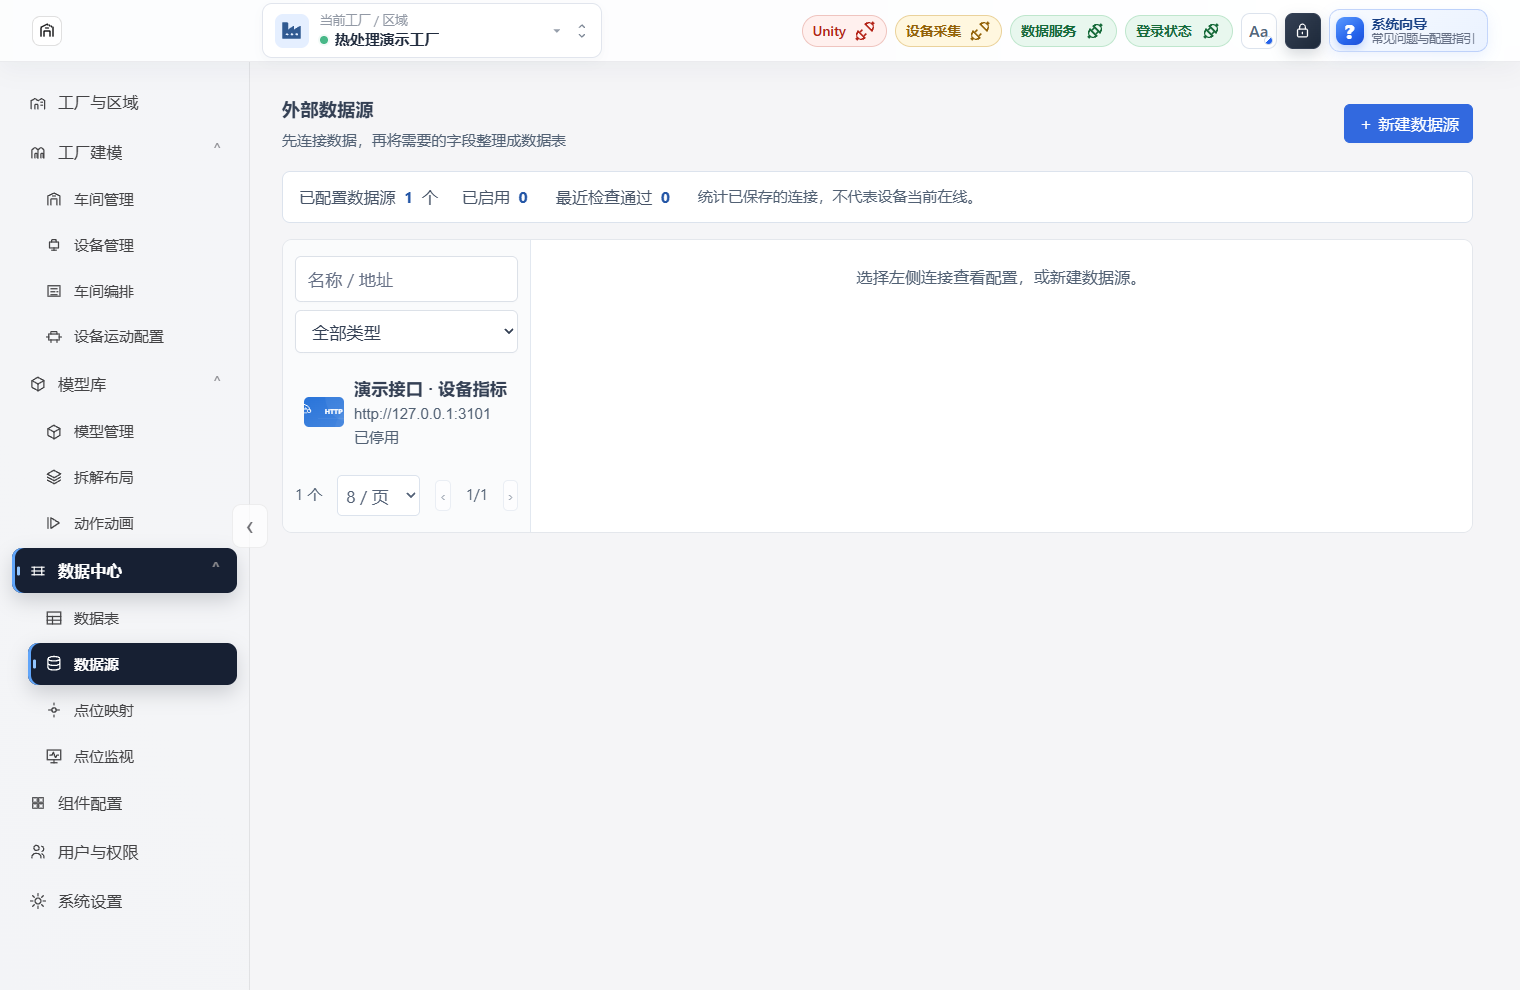 当前工厂 / 区域
热处理演示工厂
Unity
设备采集
数据服务
登录状态
Aa
?
系统向导
常见问题与配置指引
工厂与区域
工厂建模
车间管理
设备管理
车间编排
设备运动配置
模型库
模型管理
拆解布局
动作动画
数据中心
数据表
数据源
点位映射
点位监视
组件配置
用户与权限
系统设置
外部数据源
先连接数据，再将需要的字段整理成数据表
+ 新建数据源
已配置数据源 1 个 已启用 0 最近检查通过 0 统计已保存的连接，不代表设备当前在线。
名称 / 地址
全部类型
HTTP
演示接口 · 设备指标
http://127.0.0.1:3101
已停用
1 个 8 / 页 ‹ 1/1 ›
选择左侧连接查看配置，或新建数据源。